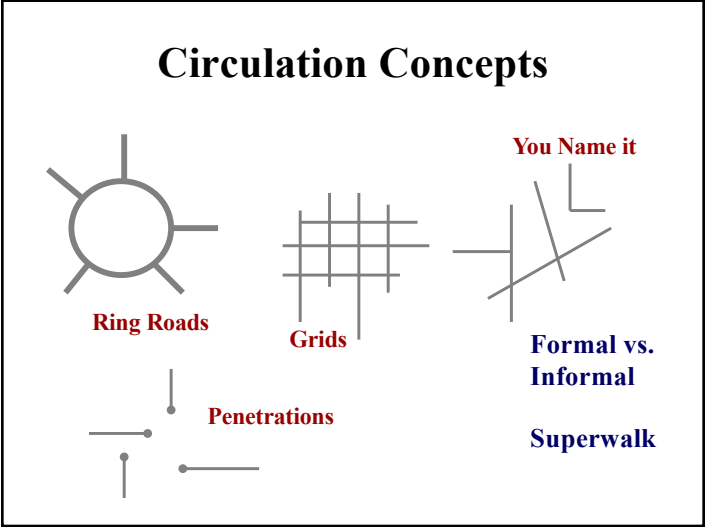 Circulation Concepts
You Name it
Ring Roads
Grids
Formal vs.
Informal
Penetrations
Superwalk